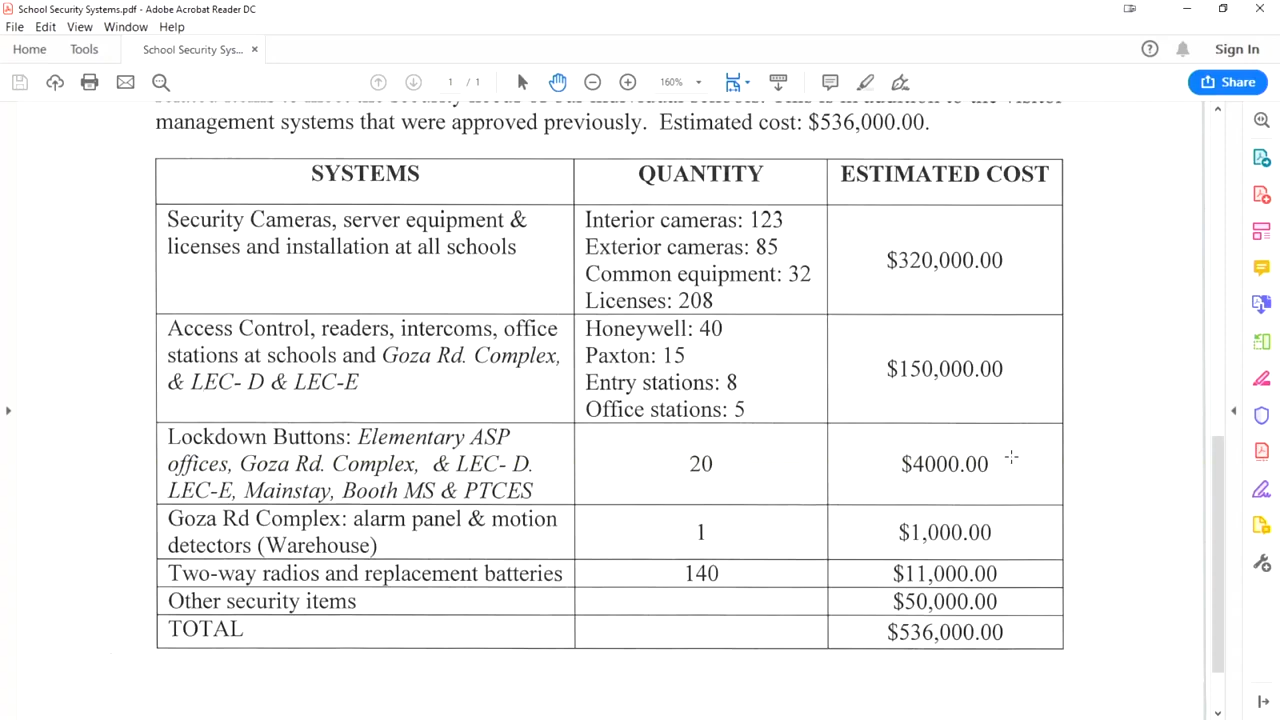 School Security Systems.pdf - Adobe Acrobat Reader DC
File Edit View Window Help
Home Tools School Security Sys... × Sign In
1 / 1 160% Share
management systems that were approved previously. Estimated cost: $536,000.00.
SYSTEMS QUANTITY ESTIMATED COST
Security Cameras, server equipment &
licenses and installation at all schools
Interior cameras: 123
Exterior cameras: 85
Common equipment: 32
Licenses: 208
$320,000.00
Access Control, readers, intercoms, office
stations at schools and Goza Rd. Complex,
& LEC- D & LEC-E
Honeywell: 40
Paxton: 15
Entry stations: 8
Office stations: 5
$150,000.00
Lockdown Buttons: Elementary ASP
offices, Goza Rd. Complex, & LEC- D.
LEC-E, Mainstay, Booth MS & PTCES
20
$4000.00
Goza Rd Complex: alarm panel & motion
detectors (Warehouse)
1
$1,000.00
Two-way radios and replacement batteries 140 $11,000.00
Other security items $50,000.00
TOTAL $536,000.00